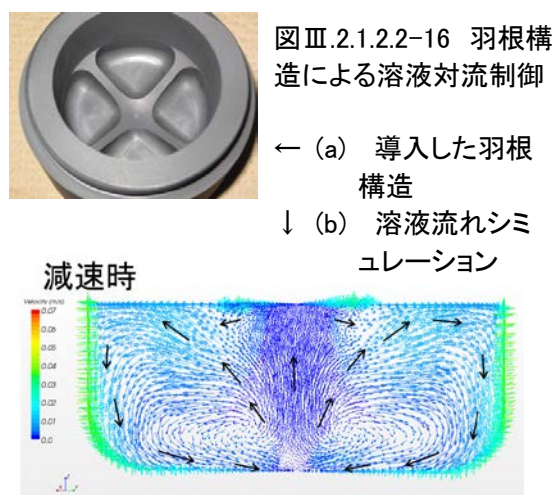 図Ⅲ.2.1.2.2-16 羽根構
造による溶液対流制御
← (a) 導入した羽根
構造
↓ (b) 溶液流れシミ
ュレーション
減速時
Velocity (m/s)
0.07
0.06
0.05
0.04
0.03
0.02
0.01
0.0